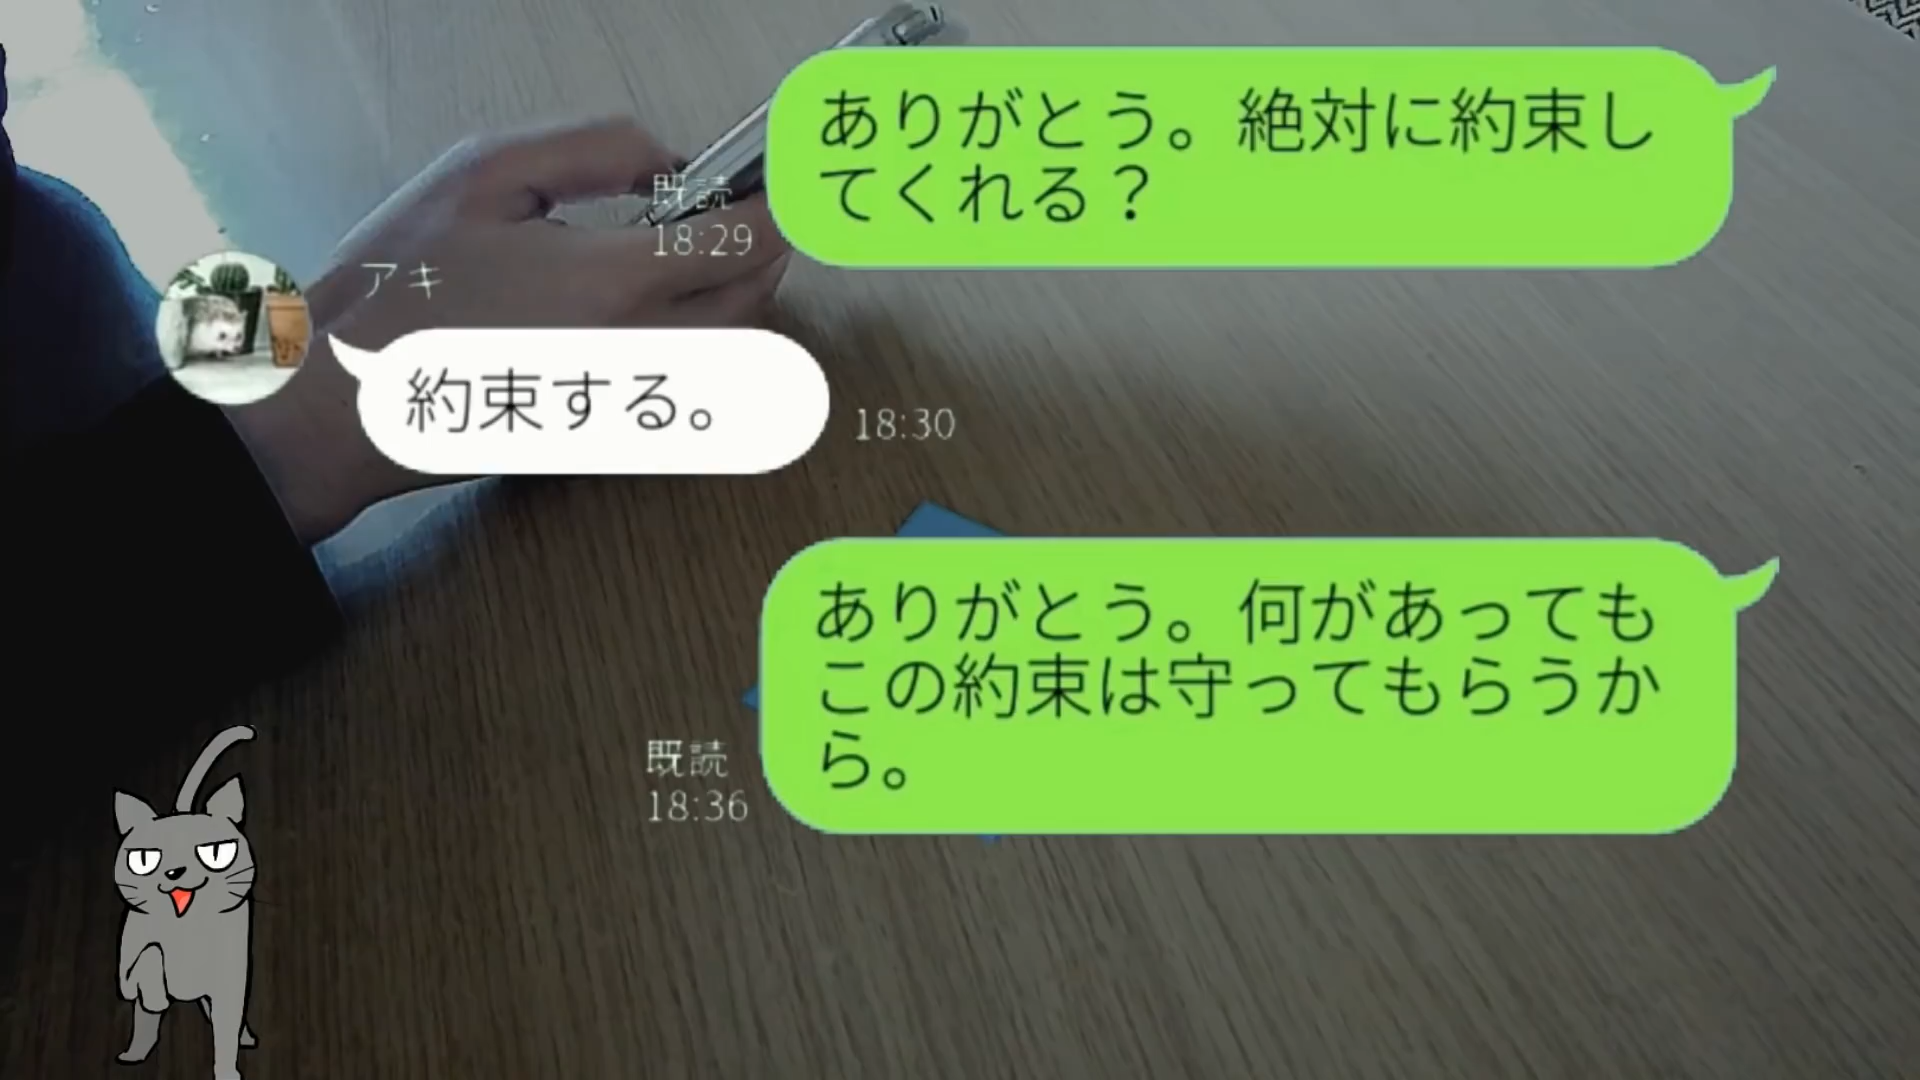 ありがとう。絶対に約束し
てくれる？
既読
18:29
アキ
約束する。
18:30
ありがとう。何があっても
この約束は守ってもらうか
ら。
既読
18:36